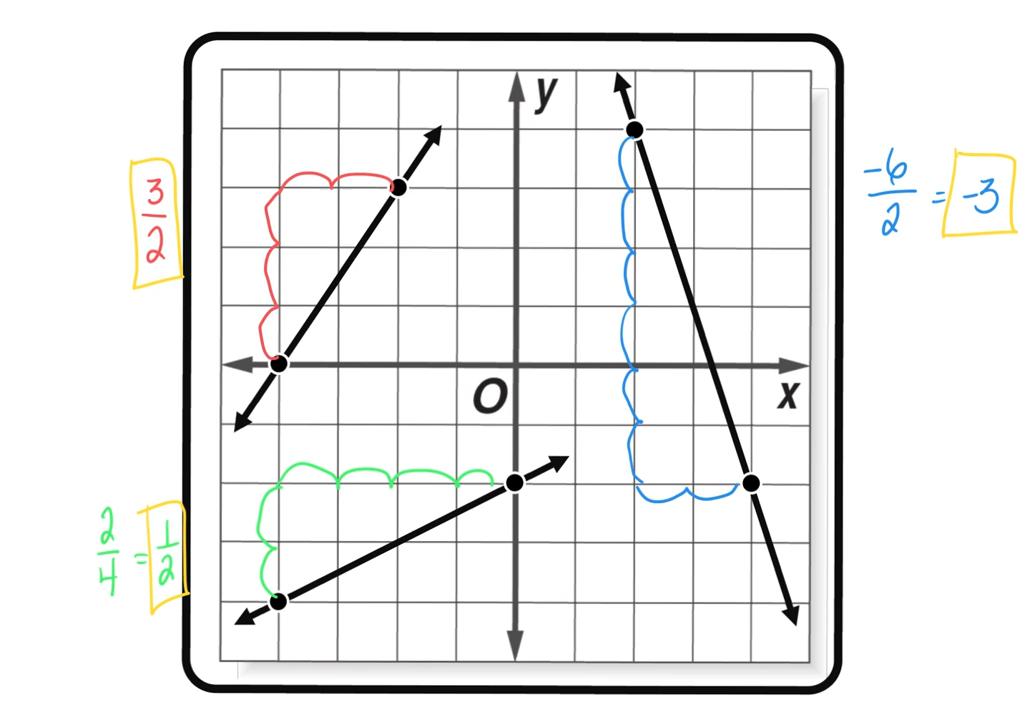 y
3/2
-6/2 = -3
O
x
2/4 = 1/2